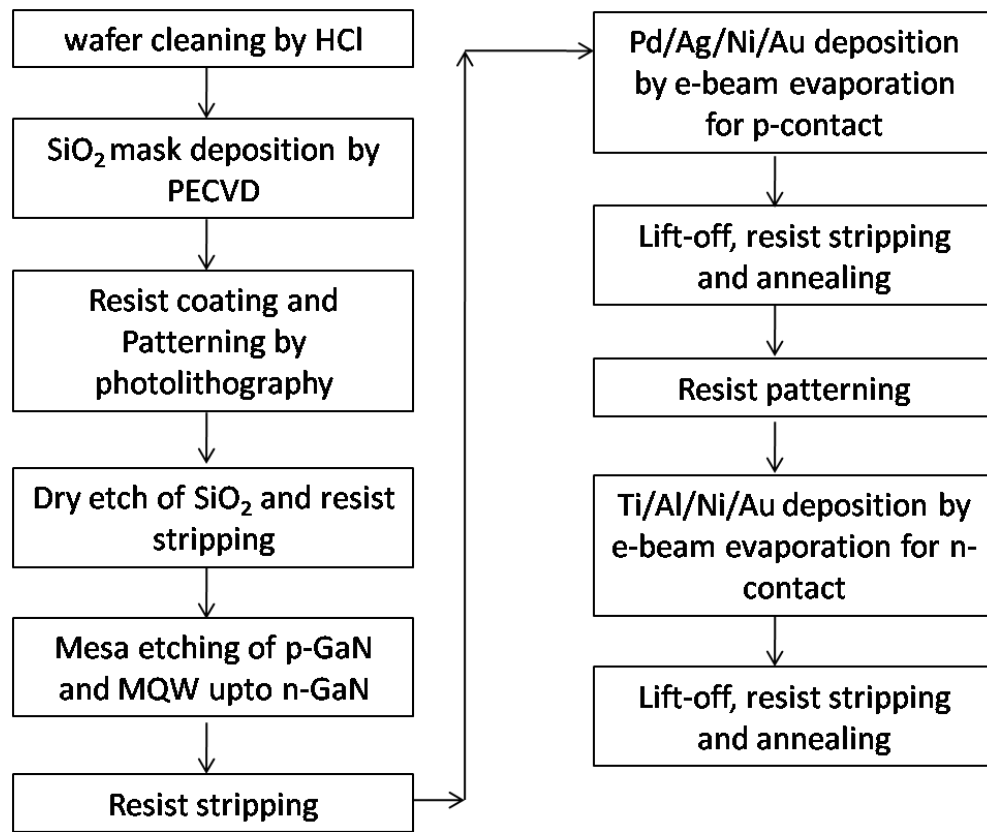 wafer cleaning by HCl
SiO₂ mask deposition by
PECVD
Resist coating and
Patterning by
photolithography
Dry etch of SiO₂ and resist
stripping
Mesa etching of p-GaN
and MQW upto n-GaN
Resist stripping
Pd/Ag/Ni/Au deposition
by e-beam evaporation
for p-contact
Lift-off, resist stripping
and annealing
Resist patterning
Ti/Al/Ni/Au deposition by
e-beam evaporation for n-
contact
Lift-off, resist stripping
and annealing